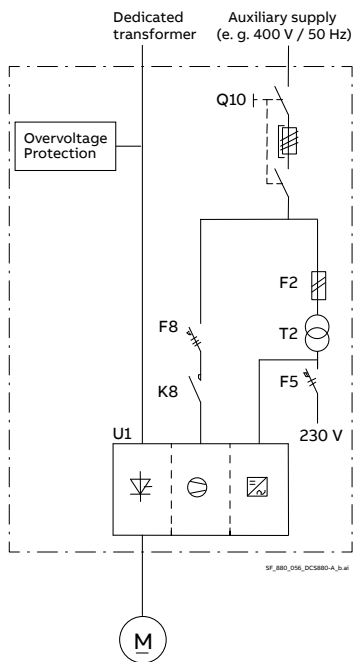 Dedicated
transformer
Auxiliary supply
(e. g. 400 V / 50 Hz)
Q10
Overvoltage
Protection
F2
F8
T2
K8
F5
U1
230 V
SF_880_056_DCS880-A_b.ai
M